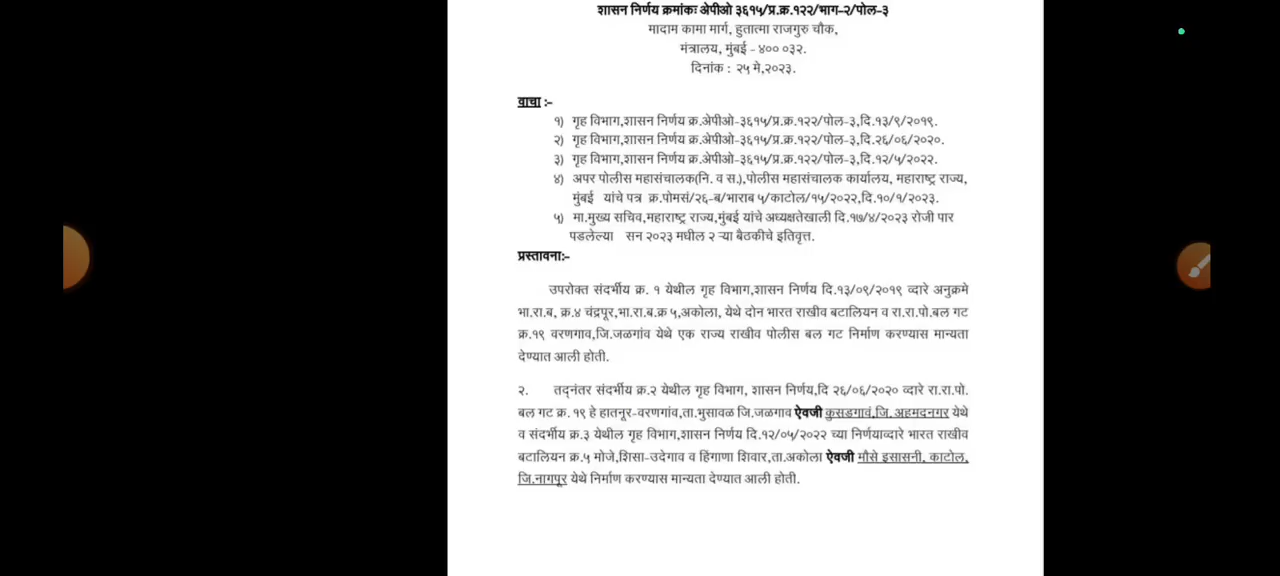 शासन निर्णय क्रमांकः अेपीओ ३६१५/प्र.क्र.१२२/भाग-२/पोल-३
मादाम कामा मार्ग, हुतात्मा राजगुरु चौक,
मंत्रालय, मुंबई - ४०० ०३२.
दिनांक : २५ मे,२०२३.
वाचा :-
१) गृह विभाग,शासन निर्णय क्र.अेपीओ-३६१५/प्र.क्र.१२२/पोल-३,दि.१३/९/२०१९.
२) गृह विभाग,शासन निर्णय क्र.अेपीओ-३६१५/प्र.क्र.१२२/पोल-३,दि.२६/०६/२०२०.
३) गृह विभाग,शासन निर्णय क्र.अेपीओ-३६१५/प्र.क्र.१२२/पोल-३,दि.१२/५/२०२२.
४) अपर पोलीस महासंचालक(नि. व स.),पोलीस महासंचालक कार्यालय, महाराष्ट्र राज्य,
मुंबई यांचे पत्र क्र.पोमसं/२६-ब/भाराब ५/काटोल/१५/२०२२,दि.१०/१/२०२३.
५) मा.मुख्य सचिव,महाराष्ट्र राज्य,मुंबई यांचे अध्यक्षतेखाली दि.१७/४/२०२३ रोजी पार
पडलेल्या सन २०२३ मधील २ ऱ्या बैठकीचे इतिवृत्त.
प्रस्तावना:-
उपरोक्त संदर्भीय क्र. १ येथील गृह विभाग,शासन निर्णय दि.१३/०९/२०१९ व्दारे अनुक्रमे
भा.रा.ब, क्र.४ चंद्रपूर,भा.रा.ब.क्र ५,अकोला, येथे दोन भारत राखीव बटालियन व रा.रा.पो.बल गट
क्र.१९ वरणगाव,जि.जळगांव येथे एक राज्य राखीव पोलीस बल गट निर्माण करण्यास मान्यता
देण्यात आली होती.
२. तद्नंतर संदर्भीय क्र.२ येथील गृह विभाग, शासन निर्णय,दि २६/०६/२०२० व्दारे रा.रा.पो.
बल गट क्र. १९ हे हातनूर-वरणगांव,ता.भुसावळ जि.जळगाव ऐवजी कुसडगावं,जि. अहमदनगर येथे
व संदर्भीय क्र.३ येथील गृह विभाग,शासन निर्णय दि.१२/०५/२०२२ च्या निर्णयाव्दारे भारत राखीव
बटालियन क्र.५ मोजे,शिसा-उदेगाव व हिंगाणा शिवार,ता.अकोला ऐवजी मौसे इसासनी, काटोल,
जि.नागपूर येथे निर्माण करण्यास मान्यता देण्यात आली होती.